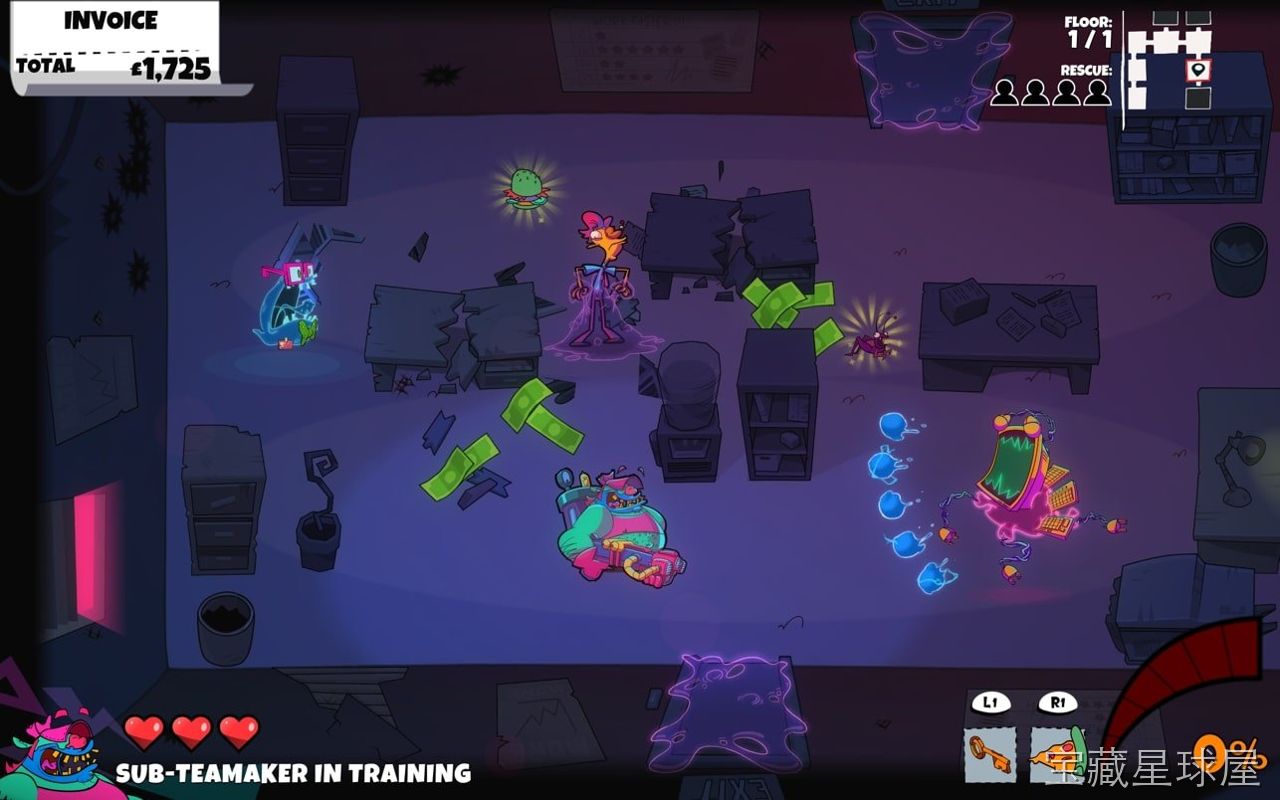 INVOICE
TOTAL £1,725
FLOOR:
1/1
RESCUE:
EXIT
L1 R1
SUB-TEAMAKER IN TRAINING
0%
EXIT
宝藏星球屋